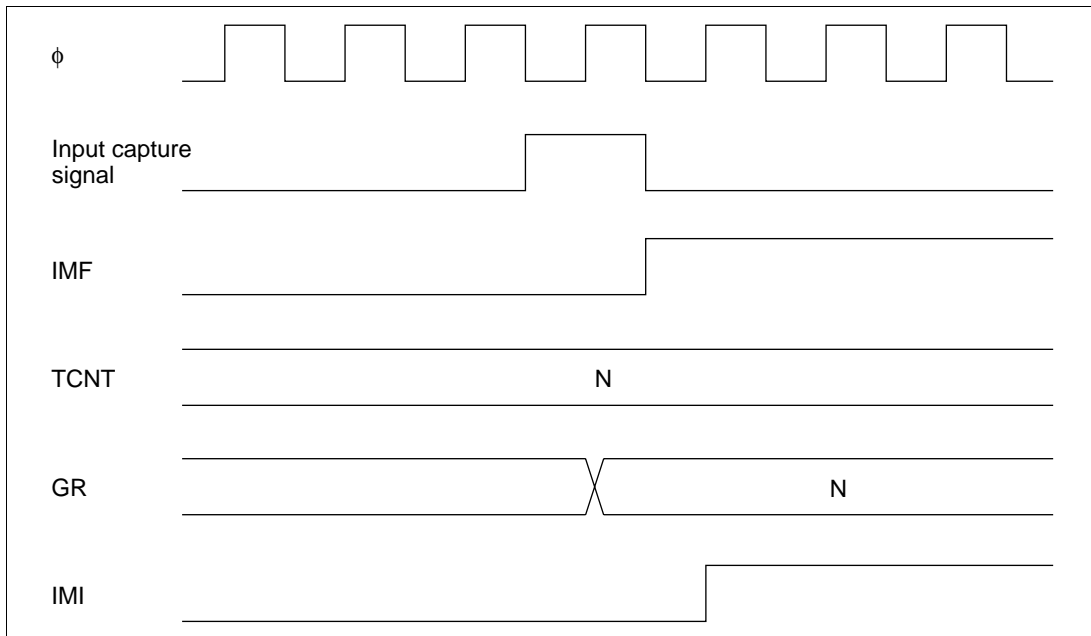 ϕ
Input capture
signal
IMF
TCNT
N
GR
N
IMI